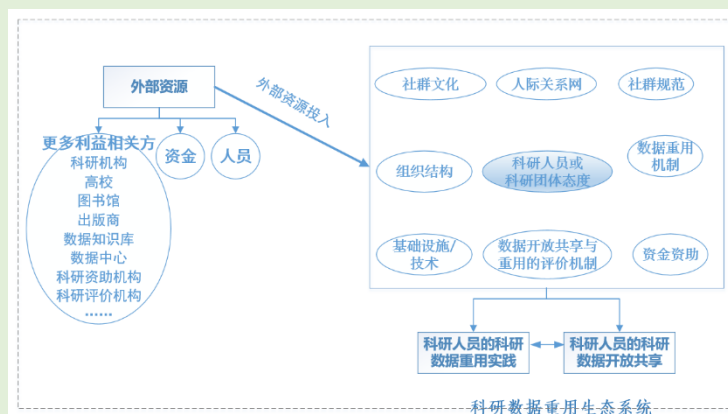 外部资源
外部资源投入
更多利益相关方
科研机构
高校
图书馆
出版商
数据知识库
数据中心
科研资助机构
科研评价机构
……
资金
人员
社群文化
人际关系网
社群规范
组织结构
科研人员或
科研团体态度
数据重用
机制
基础设施/
技术
数据开放共享与
重用的评价机制
资金资助
科研人员的科研
数据重用实践
科研人员的科研
数据开放共享
科研数据重用生态系统